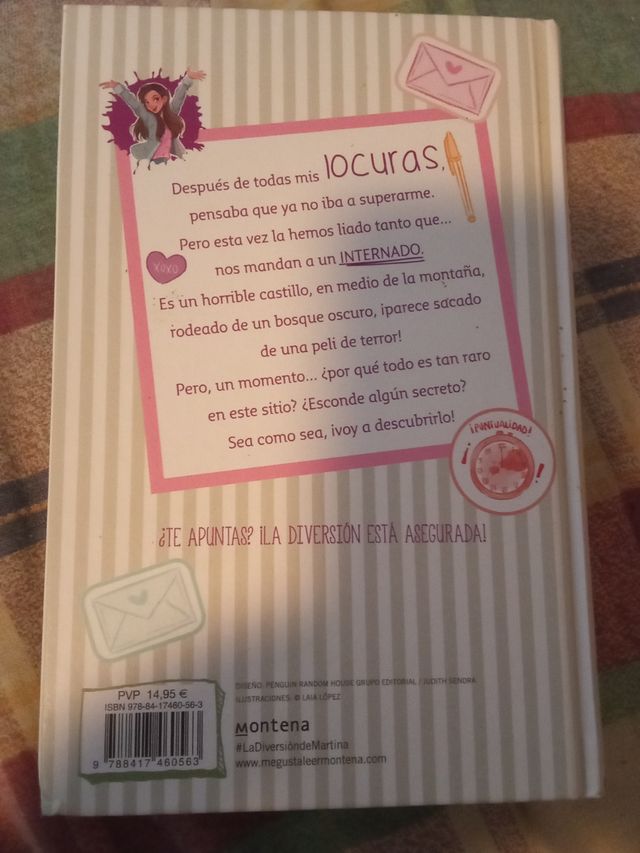 Después de todas mis locuras,
pensaba que ya no iba a superarme.
Pero esta vez la hemos liado tanto que...
nos mandan a un INTERNADO.
XOXO
Es un horrible castillo, en medio de la montaña,
rodeado de un bosque oscuro, ¡parece sacado
de una peli de terror!
Pero, un momento... ¿por qué todo es tan raro
en este sitio? ¿Esconde algún secreto?
Sea como sea, ¡voy a descubrirlo!
¡PUNTUALIDAD!
¿TE APUNTAS? ¡LA DIVERSIÓN ESTÁ ASEGURADA!
DISEÑO: PENGUIN RANDOM HOUSE GRUPO EDITORIAL / JUDITH SENDRA
ILUSTRACIONES: © LAIA LÓPEZ
PVP 14,95 €
ISBN 978-84-17460-56-3
9 788417 460563
Montena
#LaDiversióndeMartina
www.megustaleermontena.com